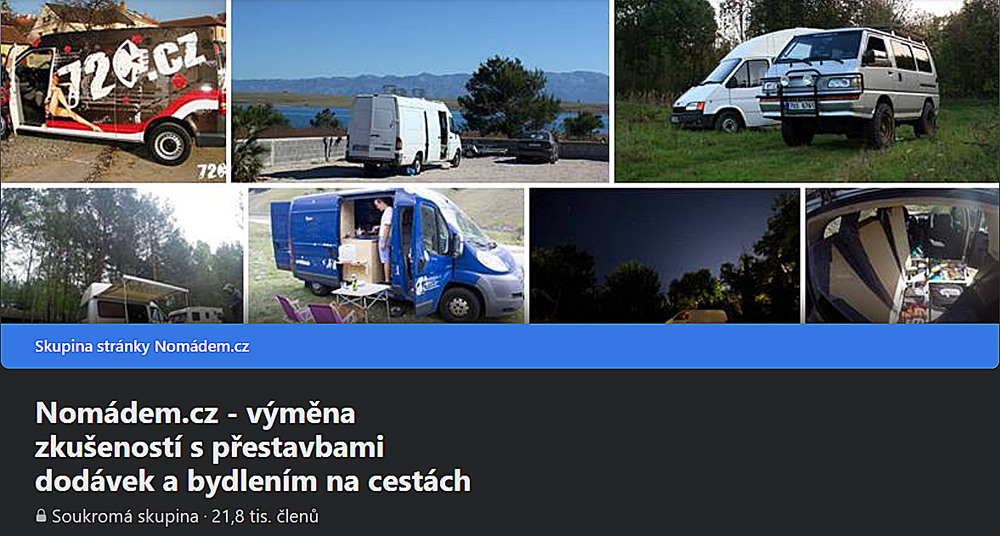 720.cz
720
Skupina stránky Nomádem.cz
Nomádem.cz - výměna
zkušeností s přestavbami
dodávek a bydlením na cestách
Soukromá skupina · 21,8 tis. členů